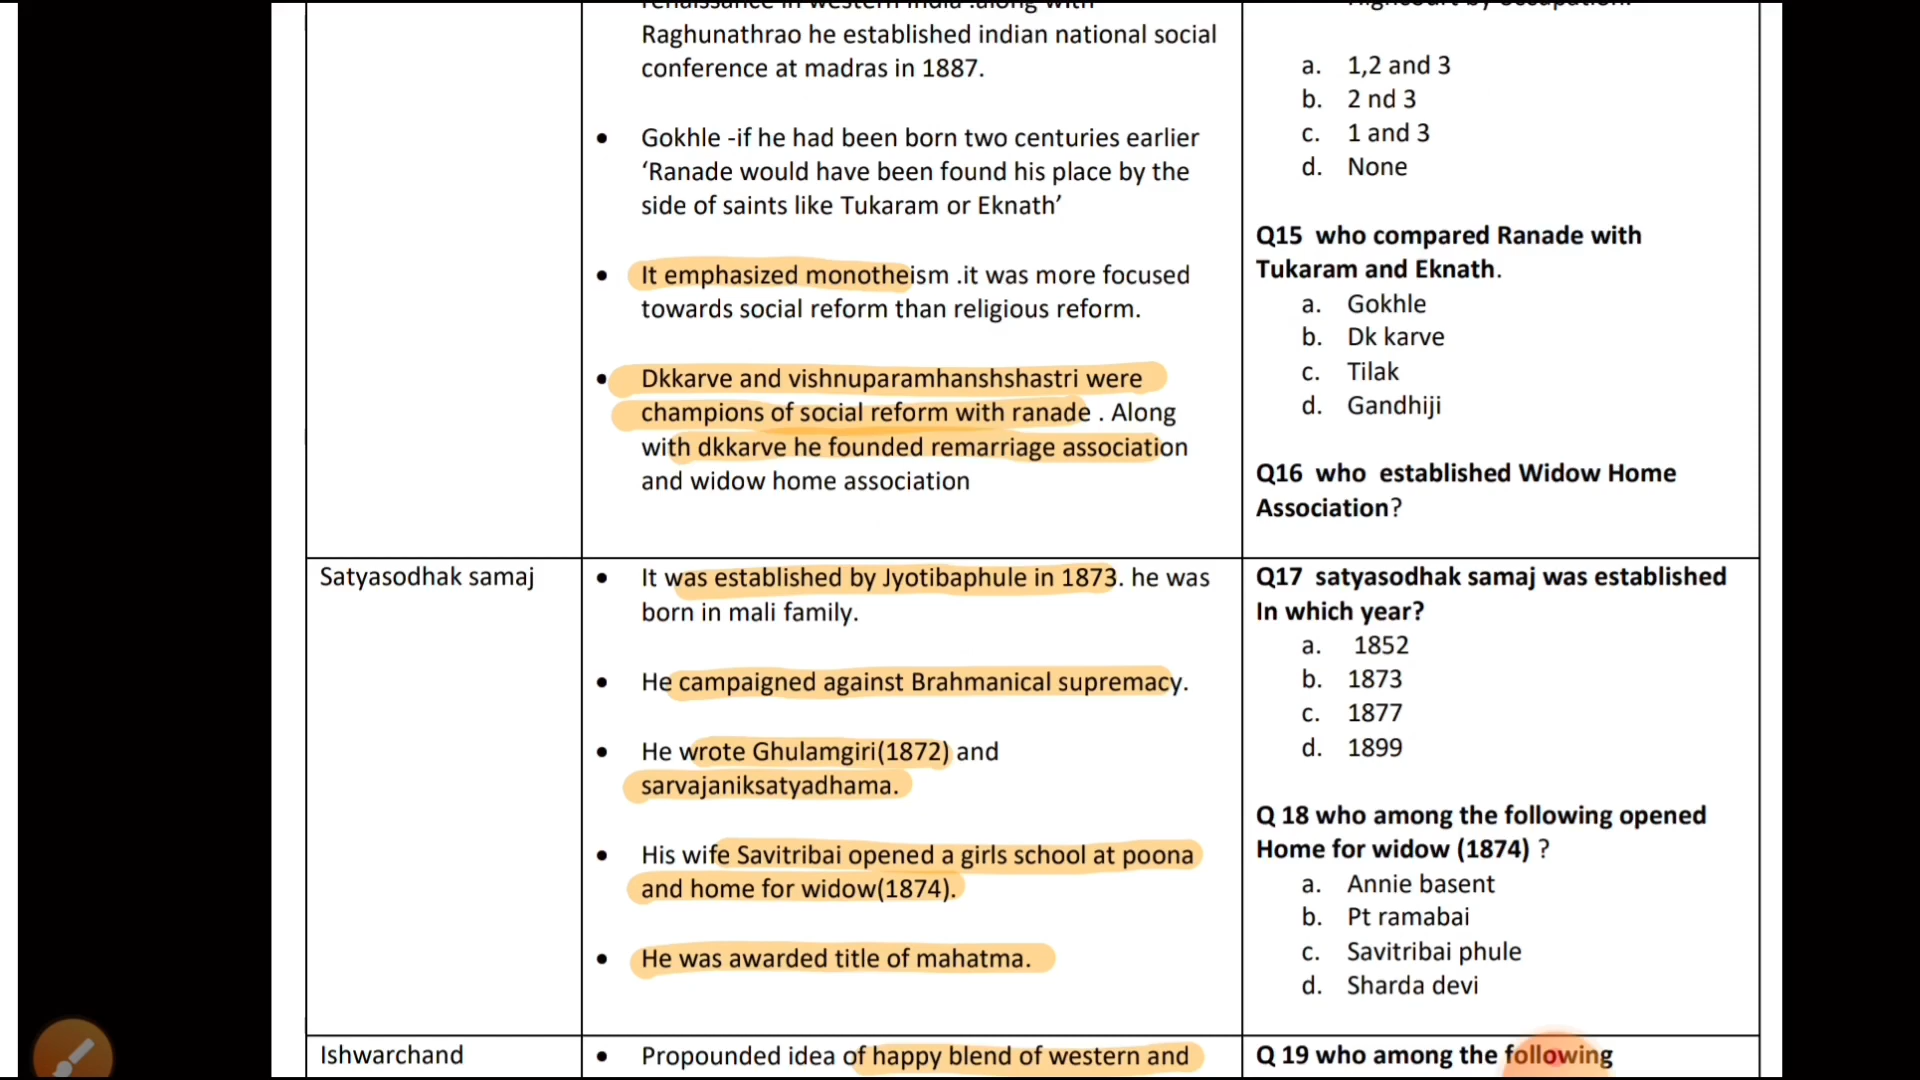 renaissance in western india .along with
Raghunathrao he established indian national social
conference at madras in 1887.
Gokhle -if he had been born two centuries earlier
‘Ranade would have been found his place by the
side of saints like Tukaram or Eknath’
It emphasized monotheism .it was more focused
towards social reform than religious reform.
Dkkarve and vishnuparamhanshshastri were
champions of social reform with ranade . Along
with dkkarve he founded remarriage association
and widow home association
Highcourt by occupation.
a. 1,2 and 3
b. 2 nd 3
c. 1 and 3
d. None
Q15 who compared Ranade with
Tukaram and Eknath.
a. Gokhle
b. Dk karve
c. Tilak
d. Gandhiji
Q16 who established Widow Home
Association?
Satyasodhak samaj
It was established by Jyotibaphule in 1873. he was
born in mali family.
He campaigned against Brahmanical supremacy.
He wrote Ghulamgiri(1872) and
sarvajaniksatyadhama.
His wife Savitribai opened a girls school at poona
and home for widow(1874).
He was awarded title of mahatma.
Q17 satyasodhak samaj was established
In which year?
a. 1852
b. 1873
c. 1877
d. 1899
Q 18 who among the following opened
Home for widow (1874) ?
a. Annie basent
b. Pt ramabai
c. Savitribai phule
d. Sharda devi
Ishwarchand
Propounded idea of happy blend of western and
Q 19 who among the following